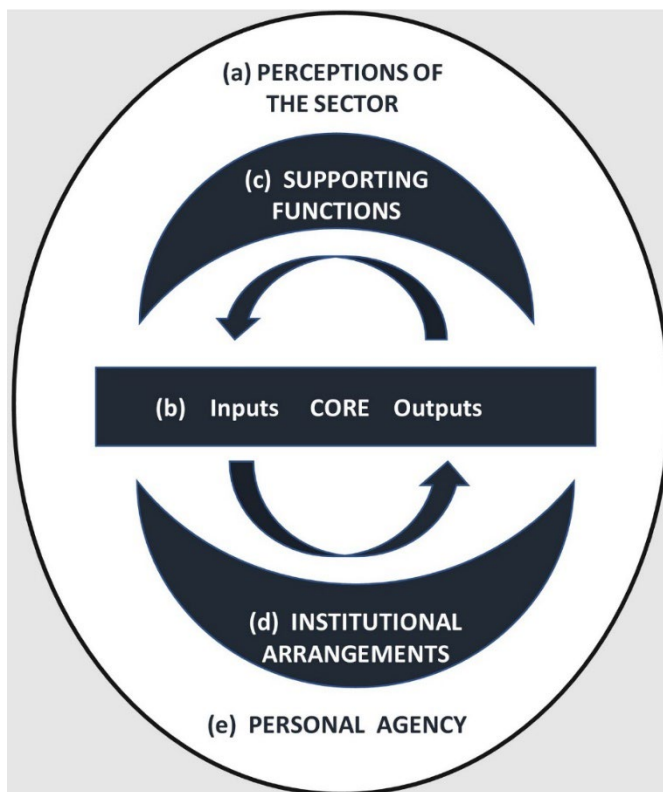 (a) PERCEPTIONS OF
THE SECTOR
(c) SUPPORTING
FUNCTIONS
(b) Inputs CORE Outputs
(d) INSTITUTIONAL
ARRANGEMENTS
(e) PERSONAL AGENCY